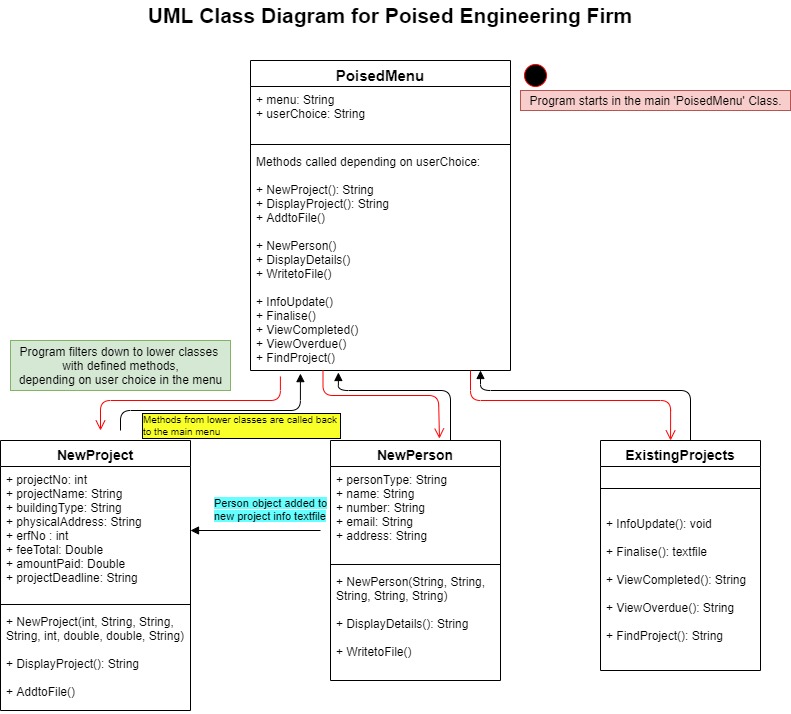 UML Class Diagram for Poised Engineering Firm
PoisedMenu
+ menu: String
+ userChoice: String
Program starts in the main 'PoisedMenu' Class.
Methods called depending on userChoice:
+ NewProject(): String
+ DisplayProject(): String
+ AddtoFile()
+ NewPerson()
+ DisplayDetails()
+ WritetoFile()
+ InfoUpdate()
+ Finalise()
+ ViewCompleted()
+ ViewOverdue()
+ FindProject()
Program filters down to lower classes
with defined methods,
depending on user choice in the menu
Methods from lower classes are called back
to the main menu
NewProject
+ projectNo: int
+ projectName: String
+ buildingType: String
+ physicalAddress: String
+ erfNo : int
+ feeTotal: Double
+ amountPaid: Double
+ projectDeadline: String
+ NewProject(int, String, String,
String, int, double, double, String)
+ DisplayProject(): String
+ AddtoFile()
Person object added to
new project info textfile
NewPerson
+ personType: String
+ name: String
+ number: String
+ email: String
+ address: String
+ NewPerson(String, String,
String, String, String)
+ DisplayDetails(): String
+ WritetoFile()
ExistingProjects
+ InfoUpdate(): void
+ Finalise(): textfile
+ ViewCompleted(): String
+ ViewOverdue(): String
+ FindProject(): String